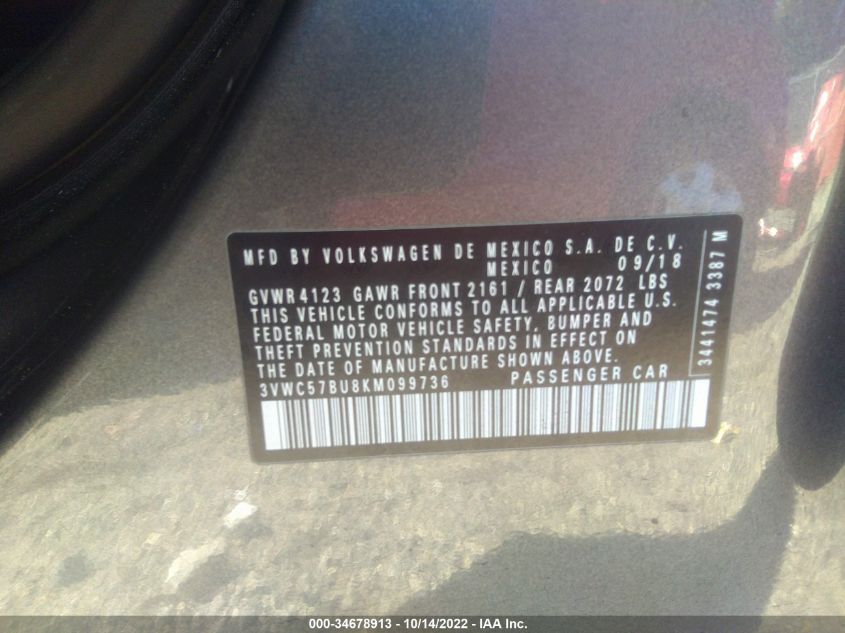 MFD BY VOLKSWAGEN DE MEXICO S.A. DE C.V.
MEXICO 09/18
GVWR 4123 GAWR FRONT 2161 / REAR 2072 LBS
THIS VEHICLE CONFORMS TO ALL APPLICABLE U.S.
FEDERAL MOTOR VEHICLE SAFETY, BUMPER AND
THEFT PREVENTION STANDARDS IN EFFECT ON
THE DATE OF MANUFACTURE SHOWN ABOVE.
3VWC57BU8KM099736 PASSENGER CAR
3441474 3387 M
000-34678913 - 10/14/2022 - IAA Inc.